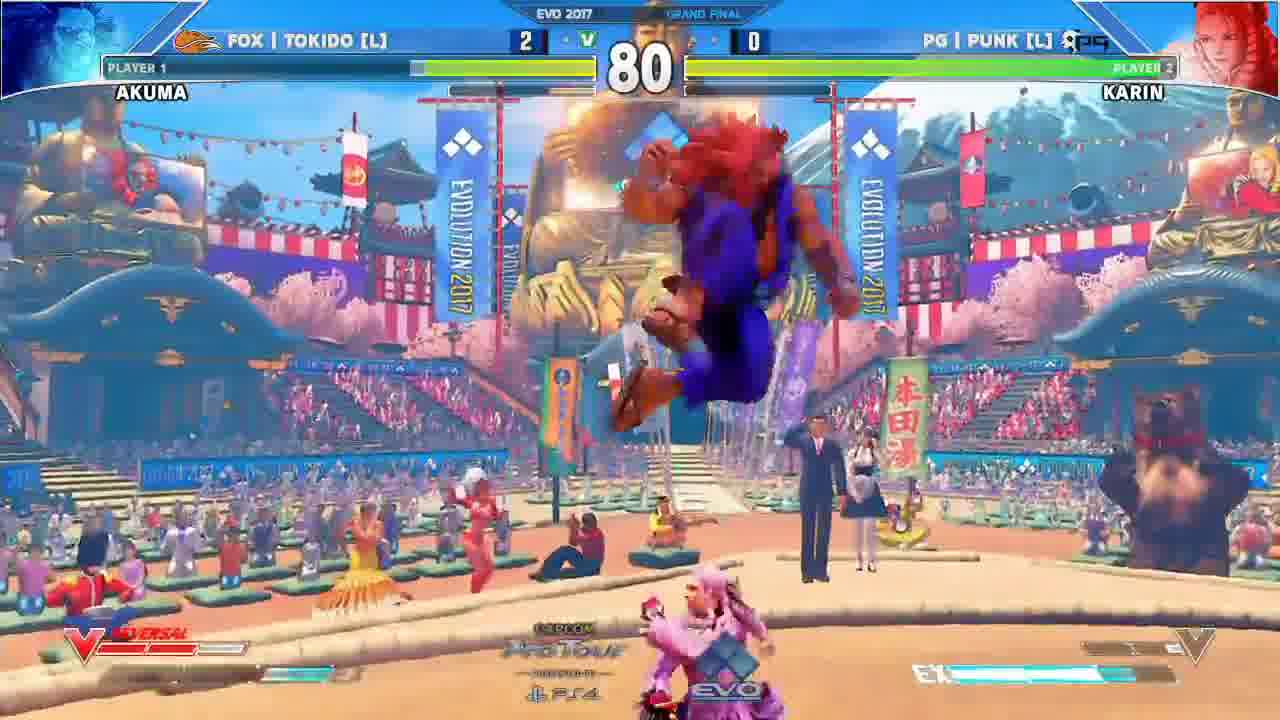 EVO 2017 GRAND FINAL
FOX | TOKIDO [L] 2 V 80 0 PG | PUNK [L]
PLAYER 1 PLAYER 2
AKUMA KARIN
EVOLUTION 2017
EVOLUTION 2017
本田湯
V REVERSAL
CAPCOM
PRO TOUR
PS4
EVO
EX